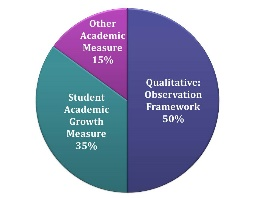 Other
Academic
Measure
15%
Qualitative:
Observation
Framework
50%
Student
Academic
Growth
Measure
35%